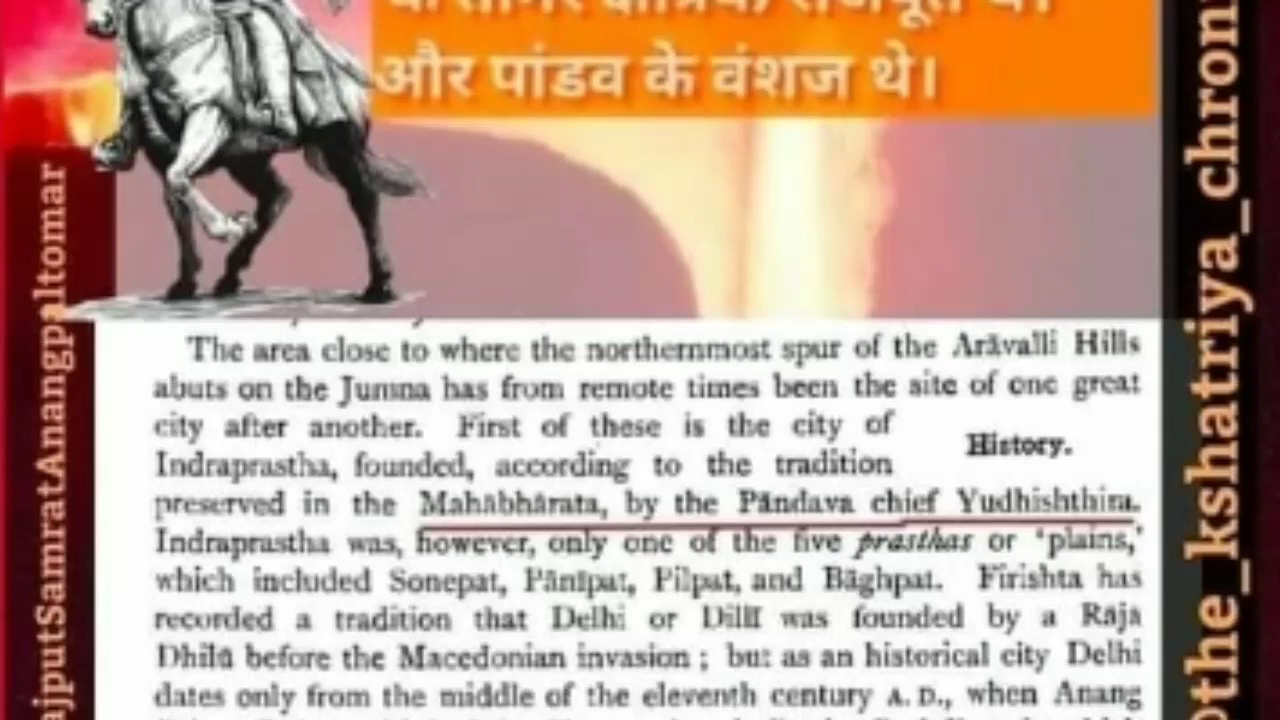 और पांडव के वंशज थे।
ajputSamratAnangpaltomar
The area close to where the northernmost spur of the Arāvalli Hills
abuts on the Jumna has from remote times been the site of one great
city after another. First of these is the city of
History.
Indraprastha, founded, according to the tradition
preserved in the Mahābhārata, by the Pāndava chief Yudhishthira.
Indraprastha was, however, only one of the five prasthas or 'plains,'
which included Sonepat, Pānīpat, Pilpat, and Bāghpat. Firishta has
recorded a tradition that Delhi or Dillī was founded by a Rājā
Dhilū before the Macedonian invasion ; but as an historical city Delhi
dates only from the middle of the eleventh century A.D., when Anang
the_kshatriya_chron